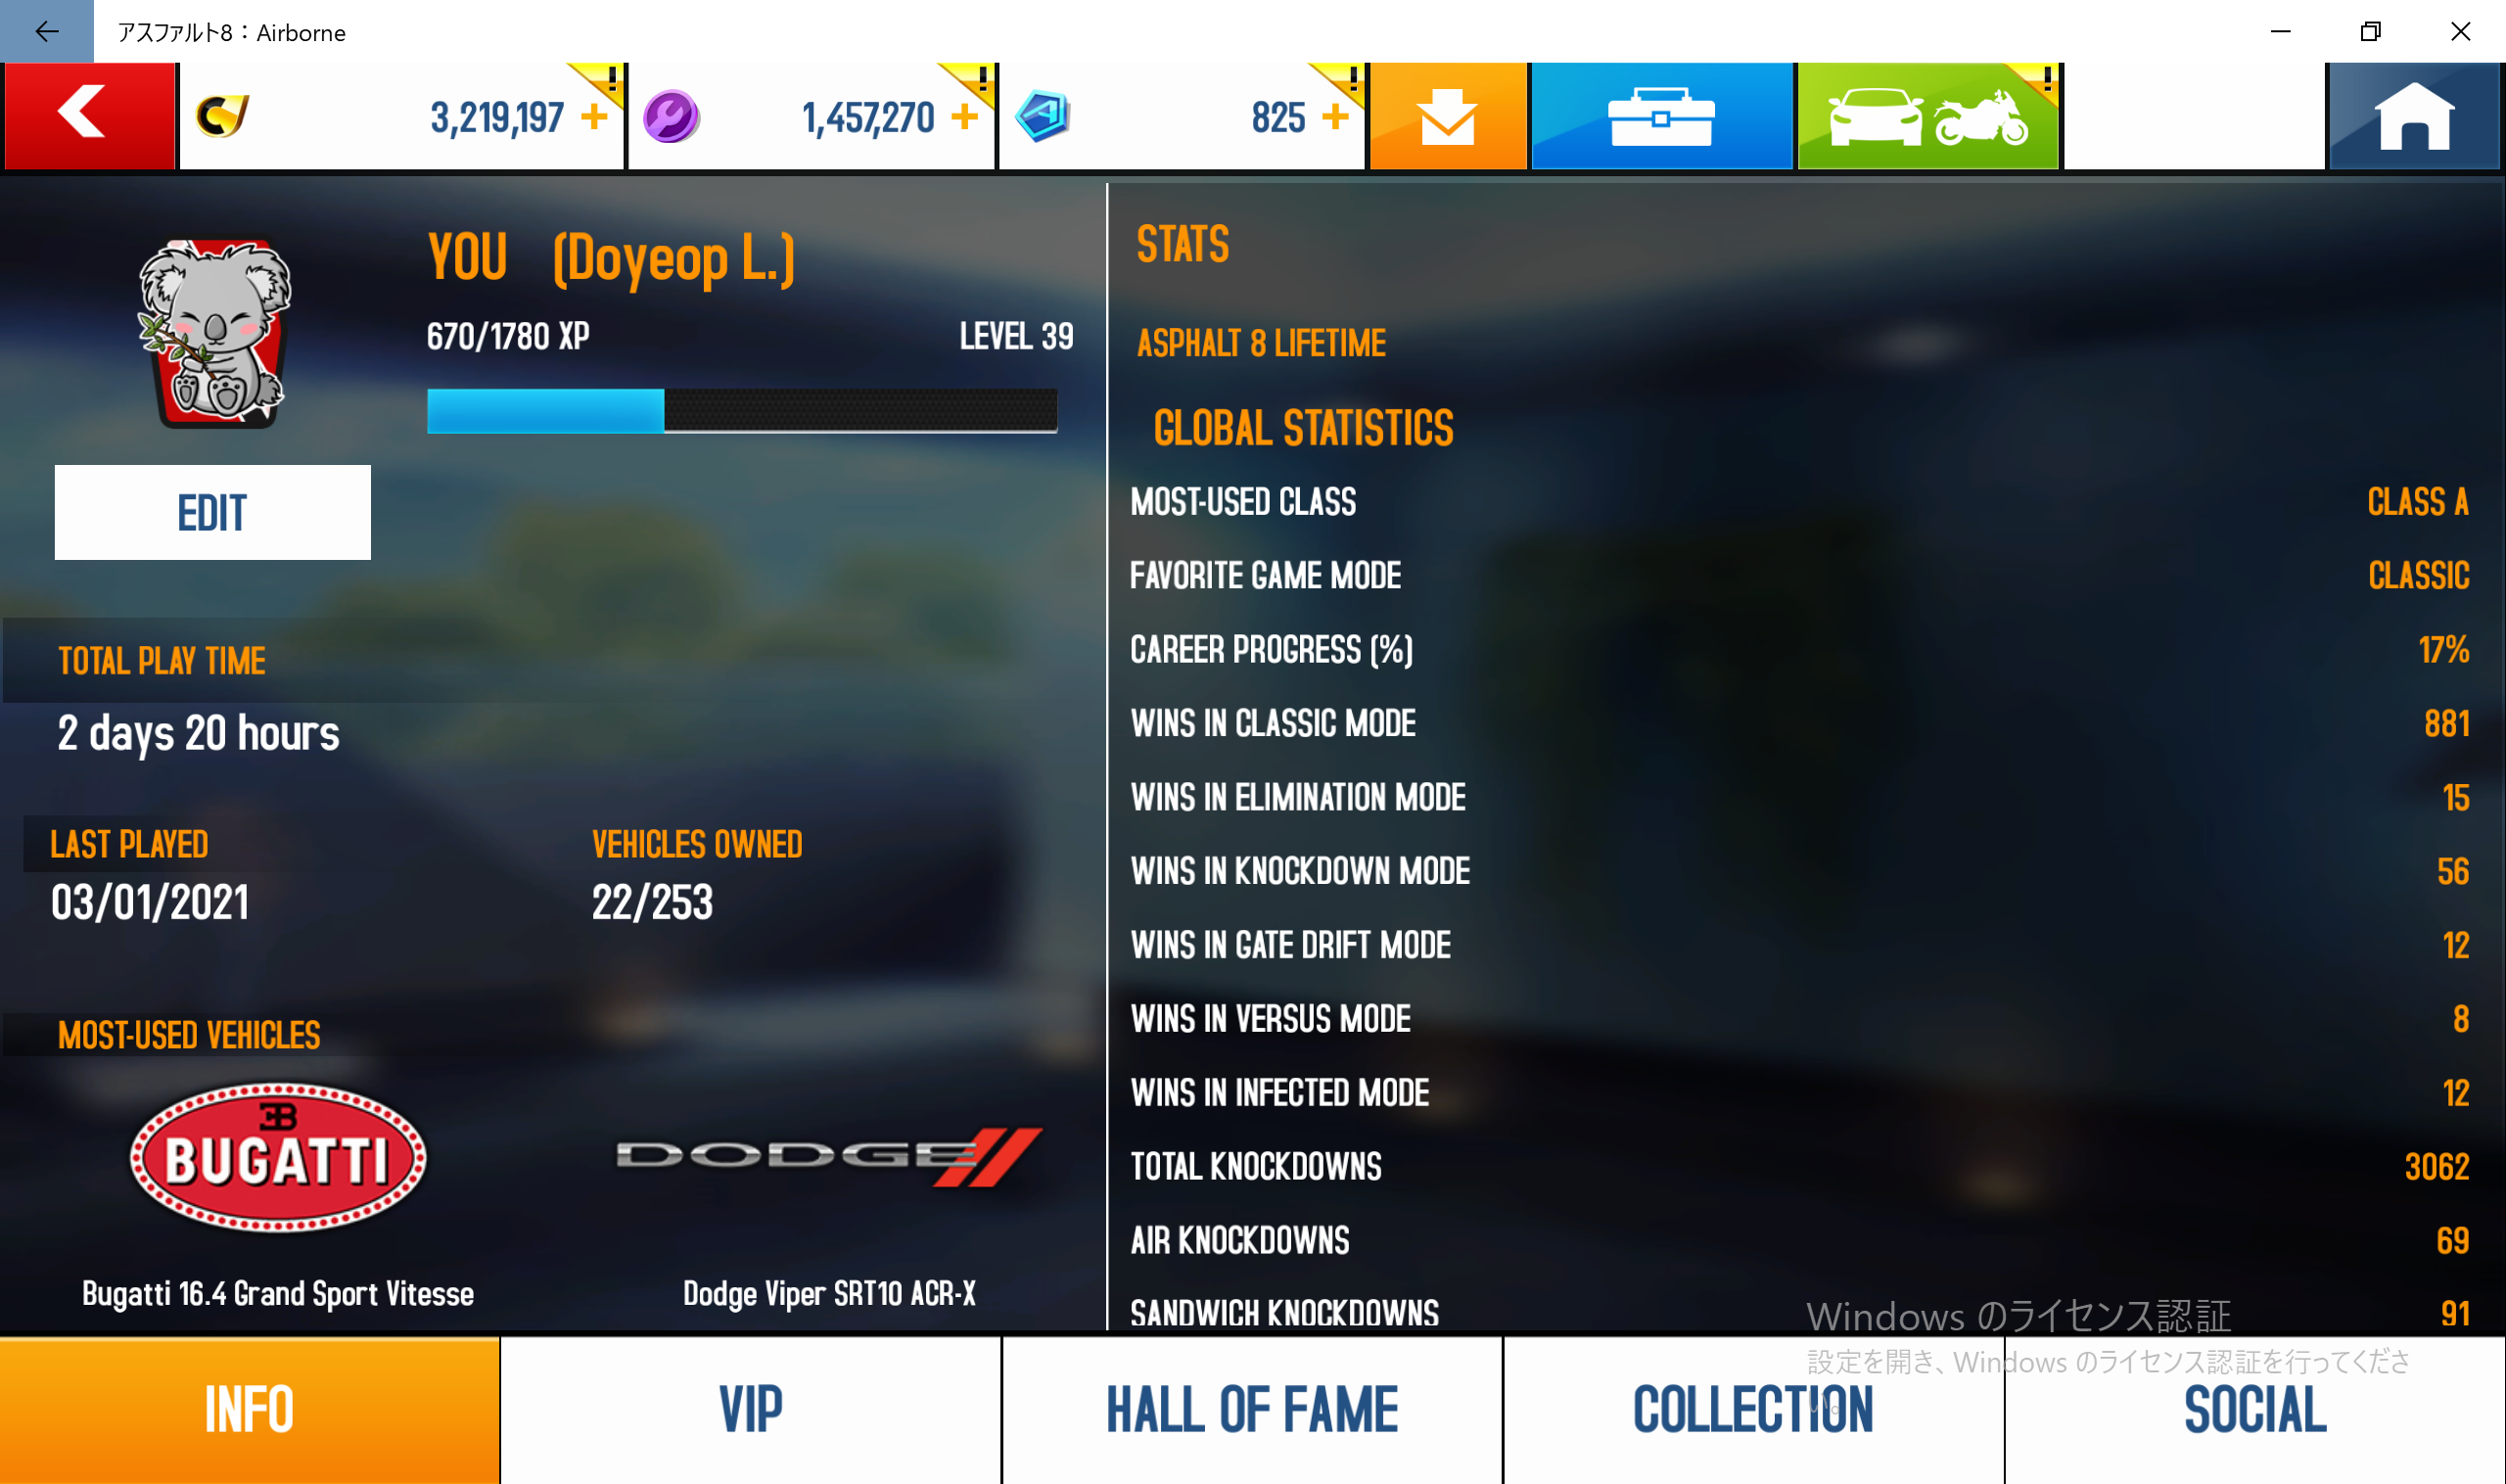 アスファルト8：Airborne
3,219,197 +
1,457,270 +
825 +
YOU (Doyeop L.)
670/1780 XP
LEVEL 39
EDIT
TOTAL PLAY TIME
2 days 20 hours
LAST PLAYED
03/01/2021
VEHICLES OWNED
22/253
MOST-USED VEHICLES
EB
BUGATTI
DODGE
Bugatti 16.4 Grand Sport Vitesse
Dodge Viper SRT10 ACR-X
STATS
ASPHALT 8 LIFETIME
GLOBAL STATISTICS
MOST-USED CLASS CLASS A
FAVORITE GAME MODE CLASSIC
CAREER PROGRESS (%) 17%
WINS IN CLASSIC MODE 881
WINS IN ELIMINATION MODE 15
WINS IN KNOCKDOWN MODE 56
WINS IN GATE DRIFT MODE 12
WINS IN VERSUS MODE 8
WINS IN INFECTED MODE 12
TOTAL KNOCKDOWNS 3062
AIR KNOCKDOWNS 69
SANDWICH KNOCKDOWNS 91
Windows のライセンス認証
設定を開き、Windows のライセンス認証を行ってくださ
い。
INFO
VIP
HALL OF FAME
COLLECTION
SOCIAL